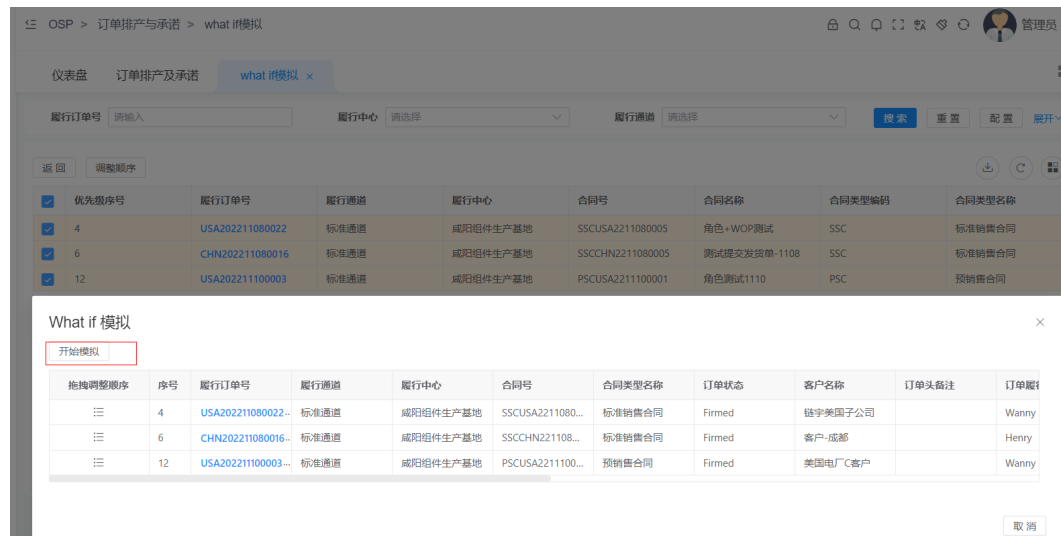 OSP > 订单排产与承诺 > what if模拟 管理员
仪表盘 订单排产及承诺 what if模拟 ×
履行订单号 请输入 履行中心 请选择 履行通道 请选择 搜索 重置 配置 展开
返回 调整顺序
优先级序号 履行订单号 履行通道 履行中心 合同号 合同名称 合同类型编码 合同类型名称
4 USA202211080022 标准通道 咸阳组件生产基地 SSCUSA2211080005 角色+WOP测试 SSC 标准销售合同
6 CHN202211080016 标准通道 咸阳组件生产基地 SSCCHN2211080005 测试提交发货单-1108 SSC 标准销售合同
12 USA202211100003 标准通道 咸阳组件生产基地 PSCUSA2211100001 角色测试1110 PSC 预销售合同
What if 模拟 ×
开始模拟
拖拽调整顺序 序号 履行订单号 履行通道 履行中心 合同号 合同类型名称 订单状态 客户名称 订单头备注 订单履
4 USA202211080022... 标准通道 咸阳组件生产基地 SSCUSA2211080... 标准销售合同 Firmed 链宇美国子公司 Wanny
6 CHN202211080016... 标准通道 咸阳组件生产基地 SSCCHN221108... 标准销售合同 Firmed 客户-成都 Henry
12 USA202211100003... 标准通道 咸阳组件生产基地 PSCUSA2211100... 预销售合同 Firmed 美国电厂C客户 Wanny
取消